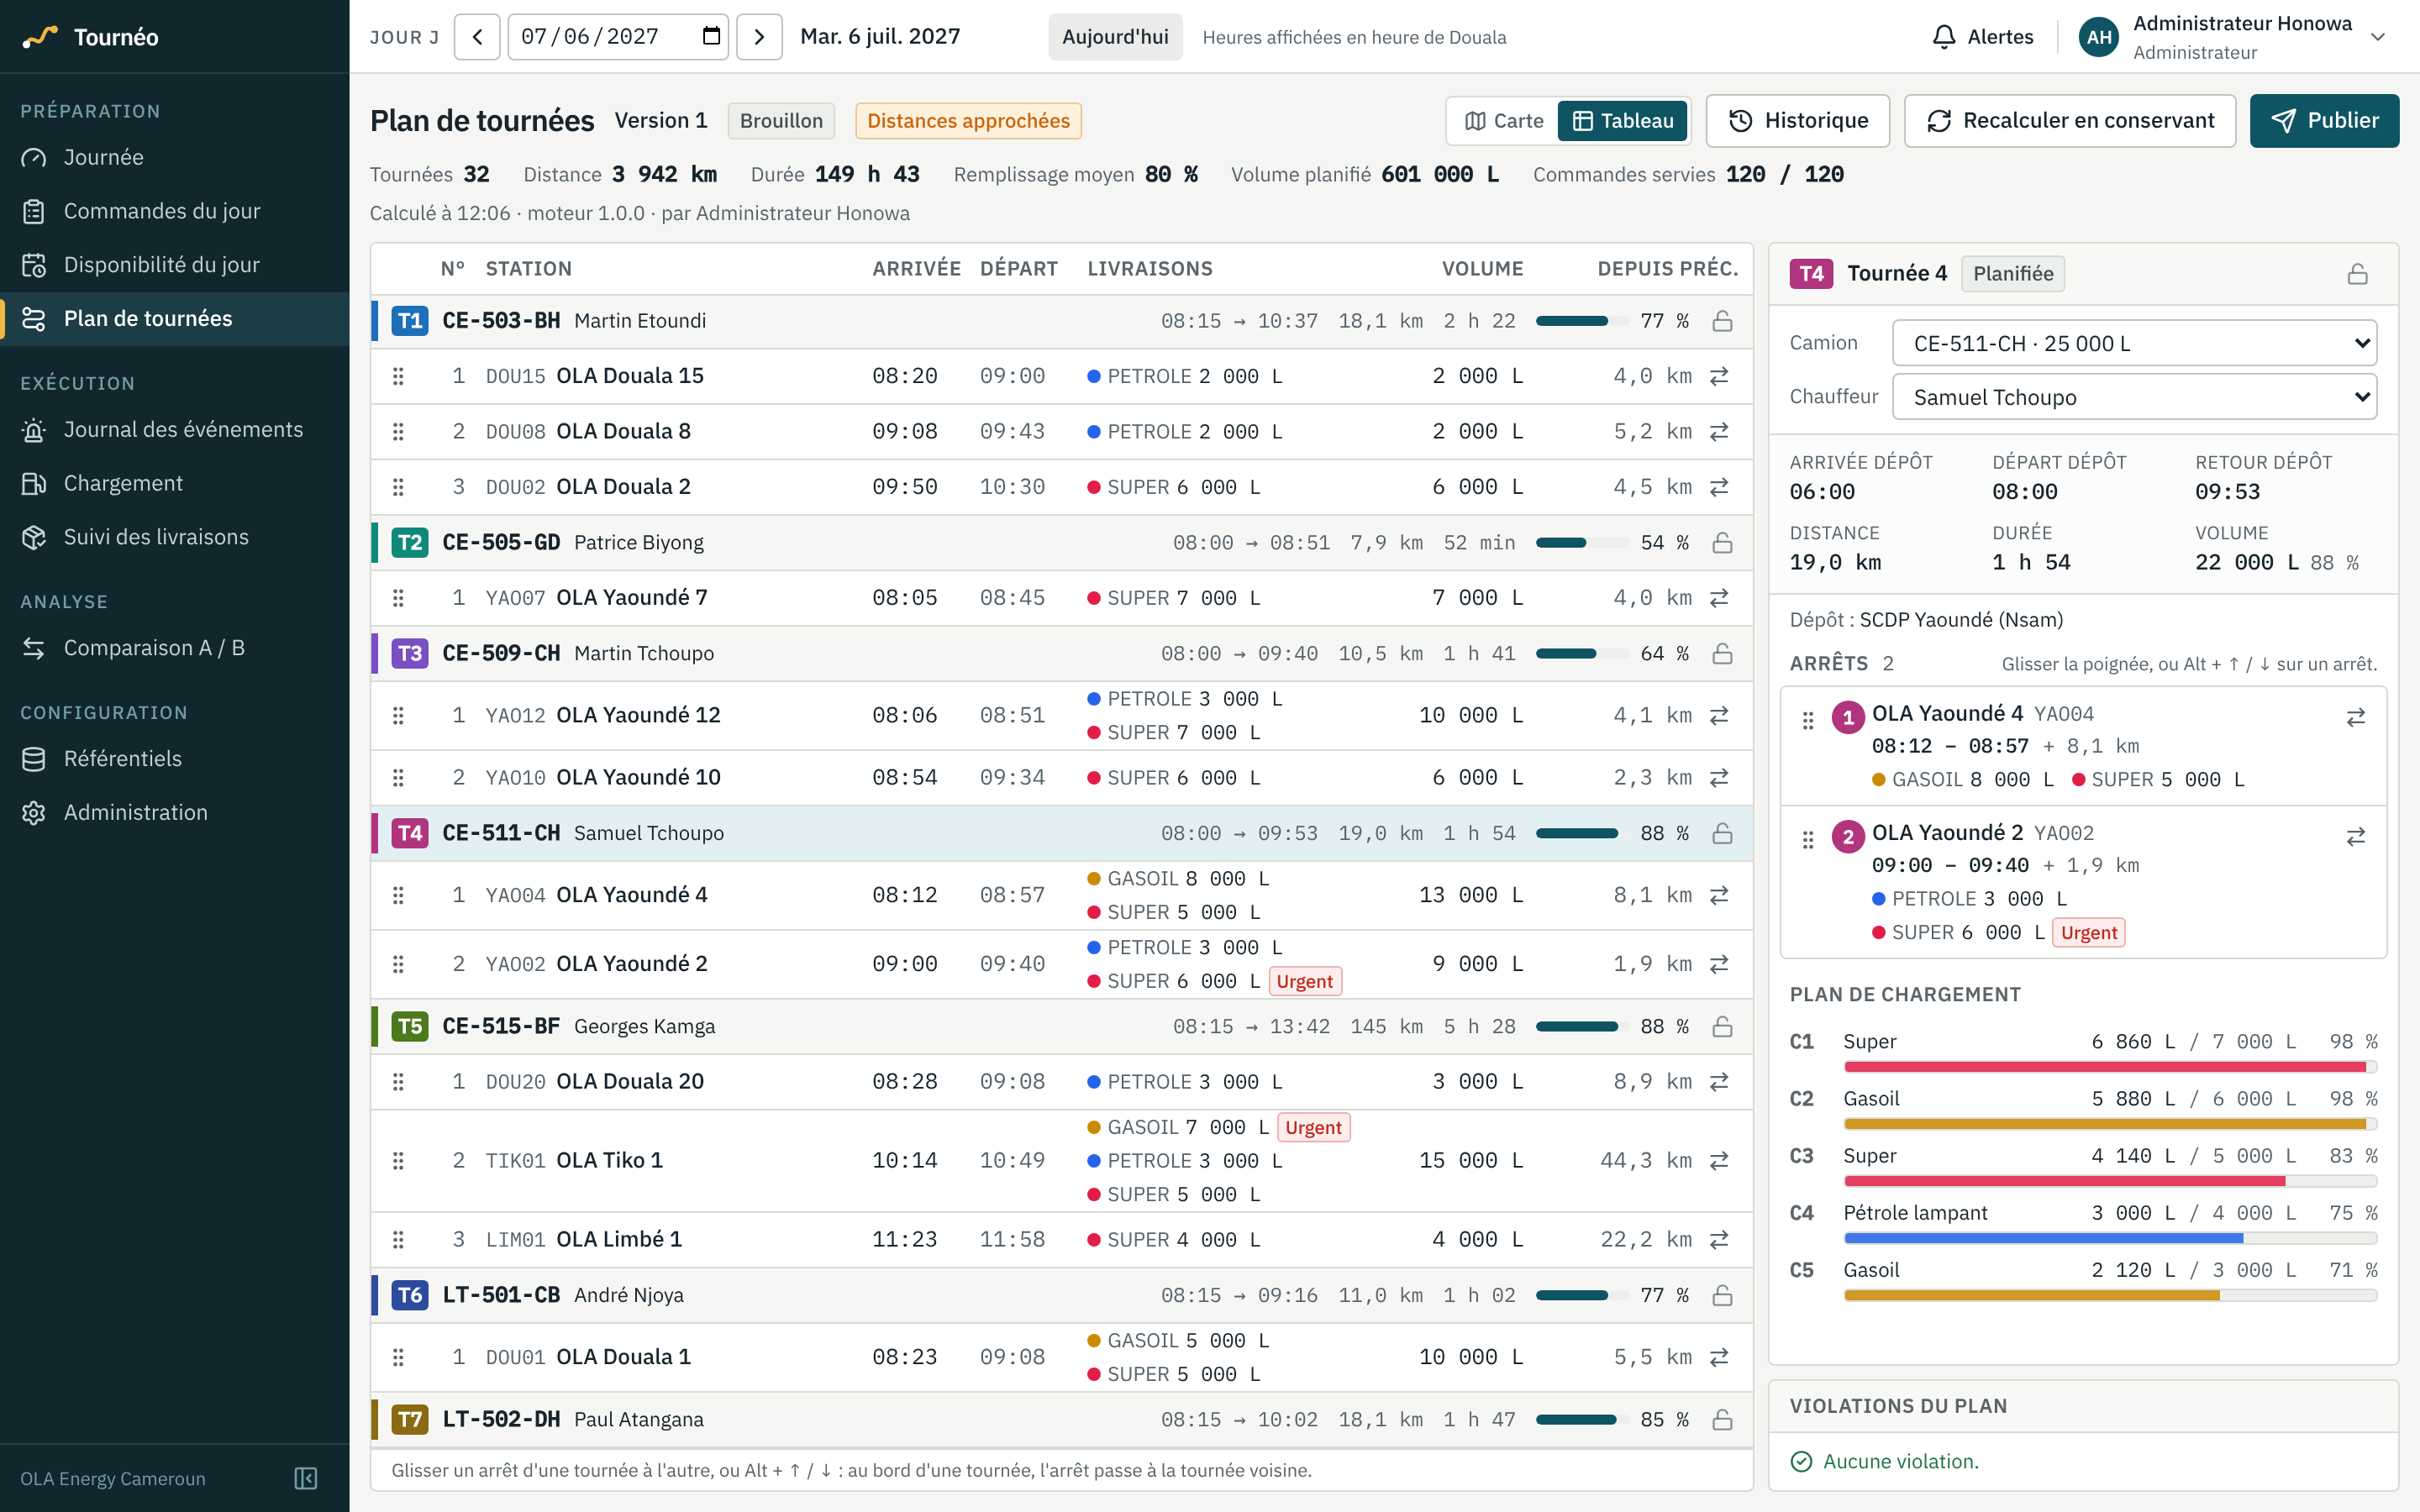 Tournéo
PRÉPARATION
Journée
Commandes du jour
Disponibilité du jour
Plan de tournées
EXÉCUTION
Journal des événements
Chargement
Suivi des livraisons
ANALYSE
Comparaison A / B
CONFIGURATION
Référentiels
Administration
OLA Energy Cameroun
JOUR J 07/06/2027 Mar. 6 juil. 2027 Aujourd'hui Heures affichées en heure de Douala Alertes AH Administrateur Honowa
Administrateur
Plan de tournées Version 1 Brouillon Distances approchées Carte Tableau Historique Recalculer en conservant Publier
Tournées 32 Distance 3 942 km Durée 149 h 43 Remplissage moyen 80 % Volume planifié 601 000 L Commandes servies 120 / 120
Calculé à 12:06 · moteur 1.0.0 · par Administrateur Honowa
N° STATION ARRIVÉE DÉPART LIVRAISONS VOLUME DEPUIS PRÉC.
T1 CE-503-BH Martin Etoundi 08:15 → 10:37 18,1 km 2 h 22 77 %
1 DOU15 OLA Douala 15 08:20 09:00 PETROLE 2 000 L 2 000 L 4,0 km
2 DOU08 OLA Douala 8 09:08 09:43 PETROLE 2 000 L 2 000 L 5,2 km
3 DOU02 OLA Douala 2 09:50 10:30 SUPER 6 000 L 6 000 L 4,5 km
T2 CE-505-GD Patrice Biyong 08:00 → 08:51 7,9 km 52 min 54 %
1 YAO07 OLA Yaoundé 7 08:05 08:45 SUPER 7 000 L 7 000 L 4,0 km
T3 CE-509-CH Martin Tchoupo 08:00 → 09:40 10,5 km 1 h 41 64 %
1 YAO12 OLA Yaoundé 12 08:06 08:51 PETROLE 3 000 L 10 000 L 4,1 km
SUPER 7 000 L
2 YAO10 OLA Yaoundé 10 08:54 09:34 SUPER 6 000 L 6 000 L 2,3 km
T4 CE-511-CH Samuel Tchoupo 08:00 → 09:53 19,0 km 1 h 54 88 %
1 YAO04 OLA Yaoundé 4 08:12 08:57 GASOIL 8 000 L 13 000 L 8,1 km
SUPER 5 000 L
2 YAO02 OLA Yaoundé 2 09:00 09:40 PETROLE 3 000 L 9 000 L 1,9 km
SUPER 6 000 L Urgent
T5 CE-515-BF Georges Kamga 08:15 → 13:42 145 km 5 h 28 88 %
1 DOU20 OLA Douala 20 08:28 09:08 PETROLE 3 000 L 3 000 L 8,9 km
GASOIL 7 000 L Urgent
2 TIK01 OLA Tiko 1 10:14 10:49 PETROLE 3 000 L 15 000 L 44,3 km
SUPER 5 000 L
3 LIM01 OLA Limbé 1 11:23 11:58 SUPER 4 000 L 4 000 L 22,2 km
T6 LT-501-CB André Njoya 08:15 → 09:16 11,0 km 1 h 02 77 %
1 DOU01 OLA Douala 1 08:23 09:08 GASOIL 5 000 L 10 000 L 5,5 km
SUPER 5 000 L
T7 LT-502-DH Paul Atangana 08:15 → 10:02 18,1 km 1 h 47 85 %
Glisser un arrêt d'une tournée à l'autre, ou Alt + ↑ / ↓ : au bord d'une tournée, l'arrêt passe à la tournée voisine.
T4 Tournée 4 Planifiée
Camion CE-511-CH · 25 000 L
Chauffeur Samuel Tchoupo
ARRIVÉE DÉPÔT DÉPART DÉPÔT RETOUR DÉPÔT
06:00 08:00 09:53
DISTANCE DURÉE VOLUME
19,0 km 1 h 54 22 000 L 88 %
Dépôt : SCDP Yaoundé (Nsam)
ARRÊTS 2 Glisser la poignée, ou Alt + ↑ / ↓ sur un arrêt.
1 OLA Yaoundé 4 YAO04
08:12 – 08:57 + 8,1 km
GASOIL 8 000 L SUPER 5 000 L
2 OLA Yaoundé 2 YAO02
09:00 – 09:40 + 1,9 km
PETROLE 3 000 L
SUPER 6 000 L Urgent
PLAN DE CHARGEMENT
C1 Super 6 860 L / 7 000 L 98 %
C2 Gasoil 5 880 L / 6 000 L 98 %
C3 Super 4 140 L / 5 000 L 83 %
C4 Pétrole lampant 3 000 L / 4 000 L 75 %
C5 Gasoil 2 120 L / 3 000 L 71 %
VIOLATIONS DU PLAN
Aucune violation.